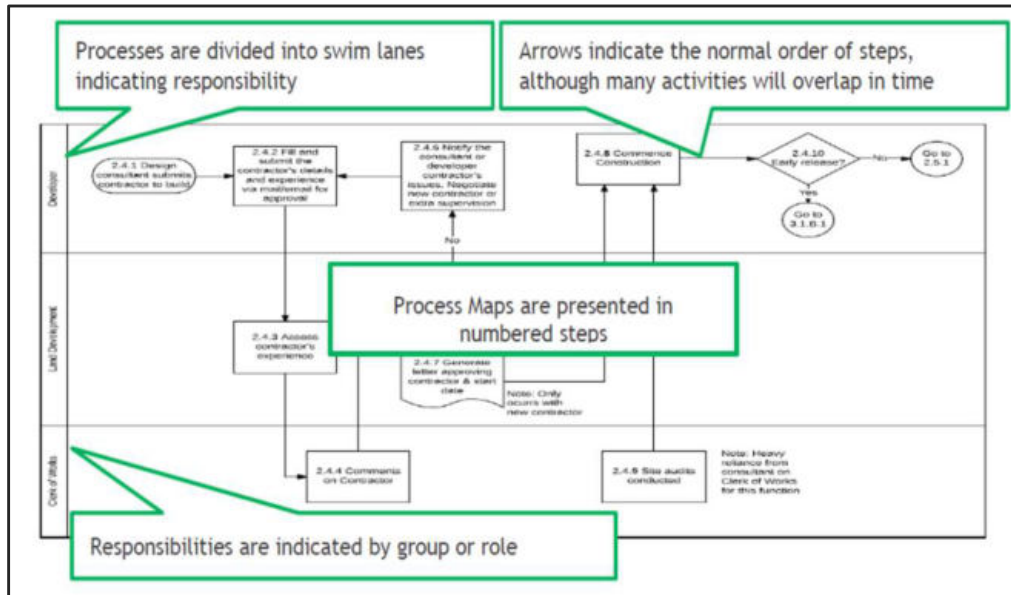 Processes are divided into swim lanes
indicating responsibility
Arrows indicate the normal order of steps,
although many activities will overlap in time
Developer
2.4.1 Design
consultant submits
contractor to build
2.4.2 Fill and
submit the
contractor's details
and experience
via mail/email for
approval
2.4.6 Notify the
consultant or
developer
contractor's
issues. Negotiate
new contractor or
extra supervision
2.4.8 Commence
Construction
2.4.10
Early release?
No
Go to
2.5.1
Yes
Go to
3.1.6.1
No
Land Development
Process Maps are presented in
numbered steps
2.4.3 Assess
contractor's
experience
2.4.7 Generate
letter approving
contractor & start
date
Note: Only
ocurrs with
new contractor
Clerk of Works
2.4.4 Comments
on Contractor
2.4.9 Site audits
conducted
Note: Heavy
reliance from
consultant on
Clerk of Works
for this function
Responsibilities are indicated by group or role